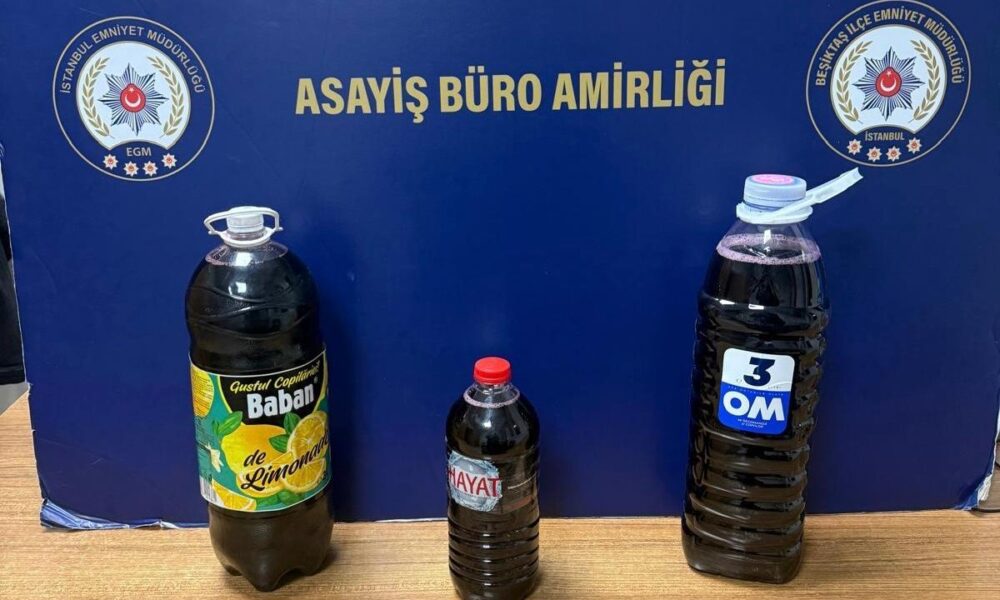 İSTANBUL EMNİYET MÜDÜRLÜĞÜ
EGM
ASAYİŞ BÜRO AMİRLİĞİ
BEŞİKTAŞ İLÇE EMNİYET MÜDÜRLÜĞÜ
İSTANBUL
Gustul Copilăriei!
Baban
de
Limonada
HAYAT
3
OM